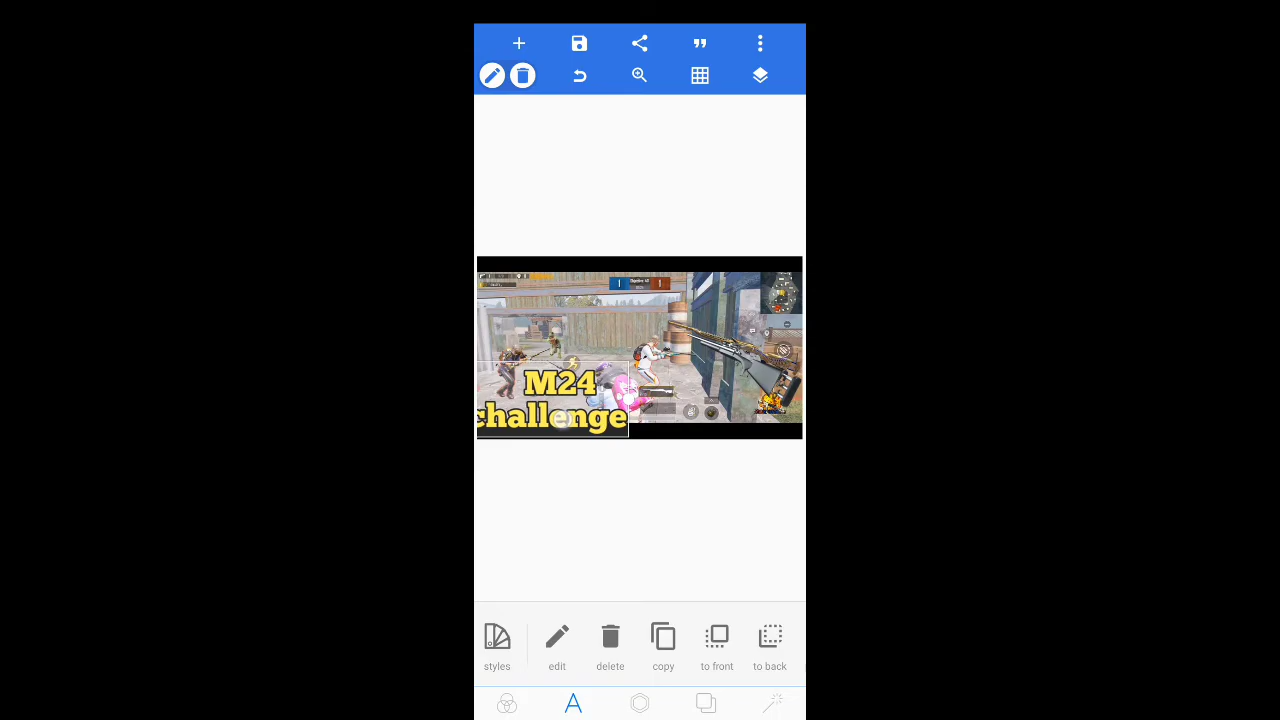 M24
challenge
styles
edit
delete
copy
to front
to back